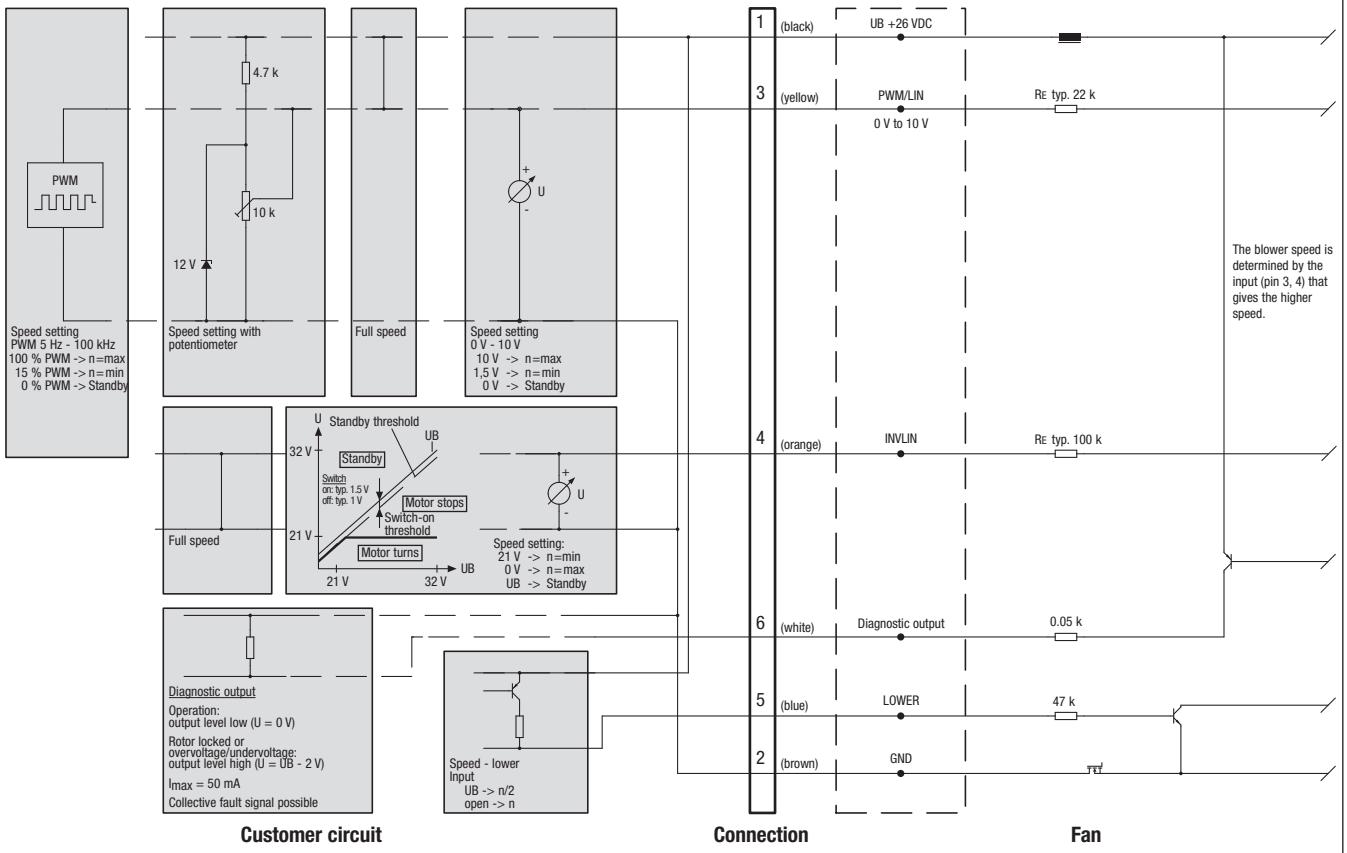 1
(black)
UB +26 VDC
4.7 k
3
(yellow)
PWM/LIN
0 V to 10 V
RE typ. 22 k
PWM
10 k
12 V
+
U
-
The blower speed is
determined by the
input (pin 3, 4) that
gives the higher
speed.
Speed setting
PWM 5 Hz - 100 kHz
100 % PWM -> n=max
15 % PWM -> n=min
0 % PWM -> Standby
Speed setting with
potentiometer
Full speed
Speed setting
0 V - 10 V
10 V -> n=max
1,5 V -> n=min
0 V -> Standby
Full speed
U
Standby threshold
UB
32 V
Standby
Switch
on: typ. 1.5 V
off: typ. 1 V
Motor stops
Switch-on
threshold
21 V
Motor turns
UB
21 V
32 V
+
U
-
Speed setting:
21 V -> n=min
0 V -> n=max
UB -> Standby
4
(orange)
INVLIN
RE typ. 100 k
6
(white)
Diagnostic output
0.05 k
Diagnostic output
Operation:
output level low (U = 0 V)
Rotor locked or
overvoltage/undervoltage:
output level high (U = UB - 2 V)
Imax = 50 mA
Collective fault signal possible
Speed - lower
Input
UB -> n/2
open -> n
5
(blue)
LOWER
47 k
2
(brown)
GND
Customer circuit
Connection
Fan